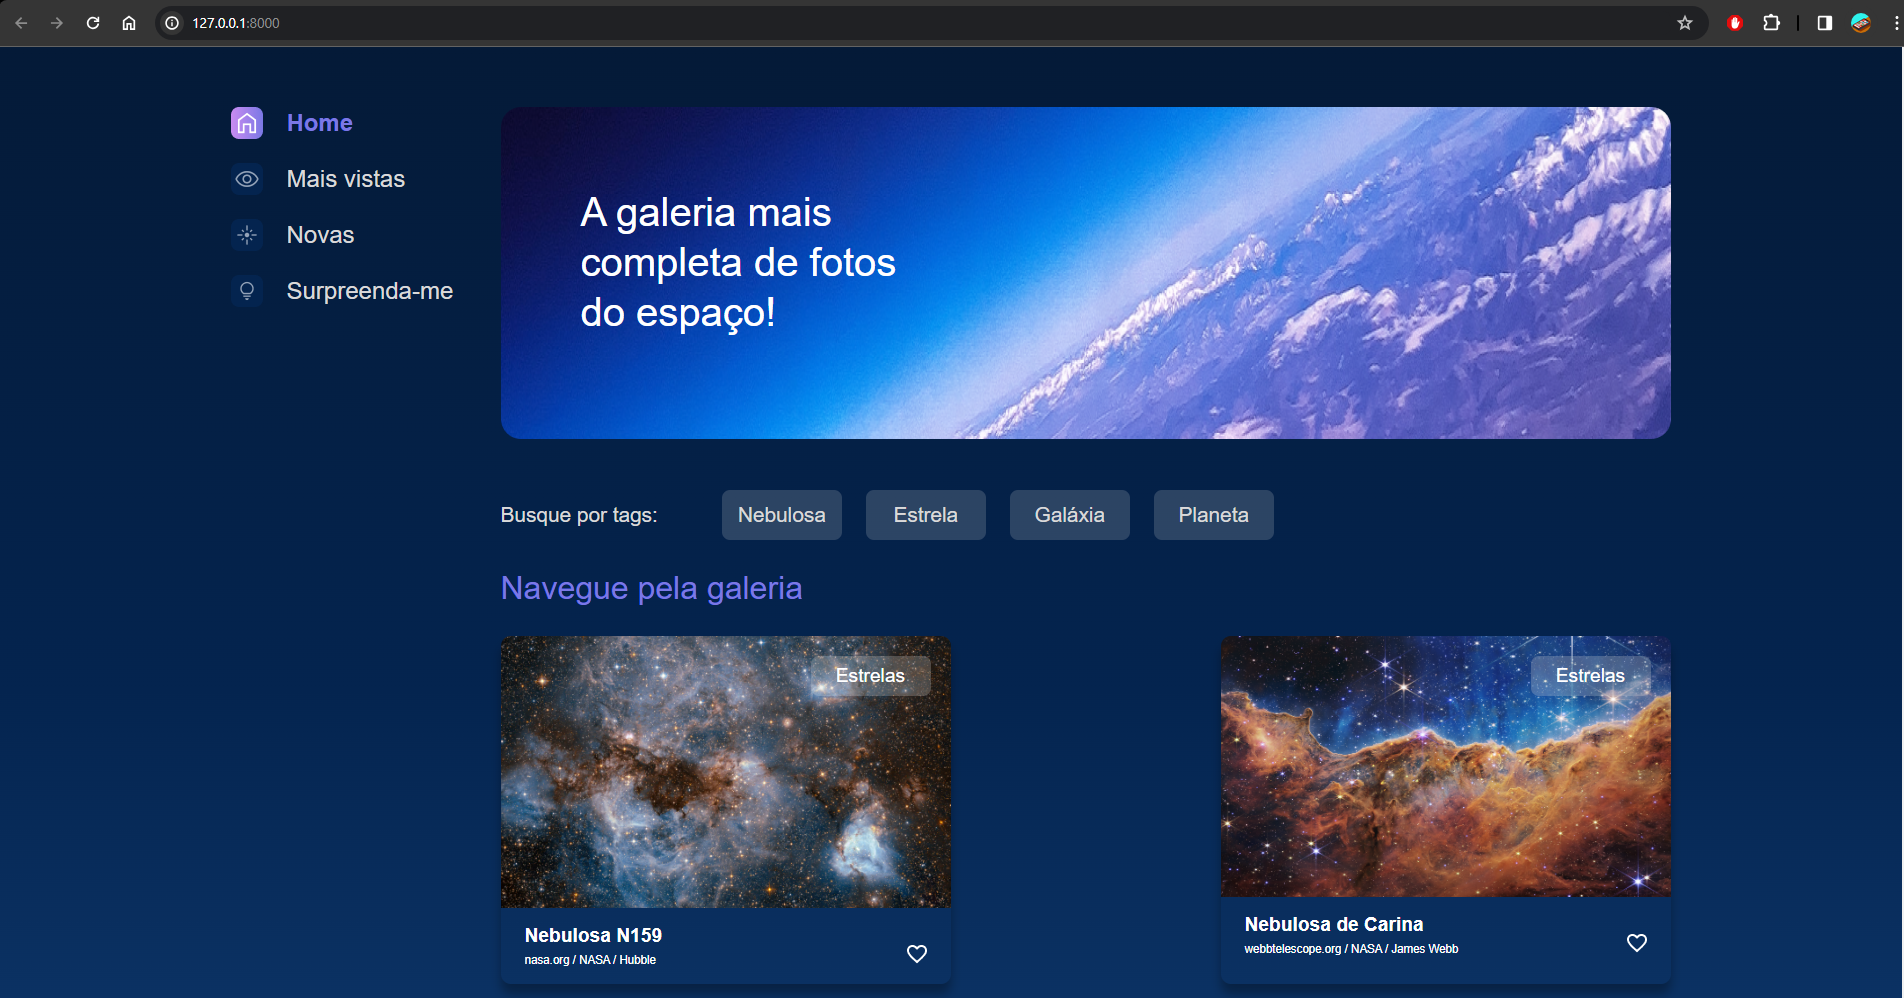 127.0.0.1:8000
Home
Mais vistas
Novas
Surpreenda-me
A galeria mais
completa de fotos
do espaço!
Busque por tags:
Nebulosa
Estrela
Galáxia
Planeta
Navegue pela galeria
Estrelas
Nebulosa N159
nasa.org / NASA / Hubble
Estrelas
Nebulosa de Carina
webbtelescope.org / NASA / James Webb